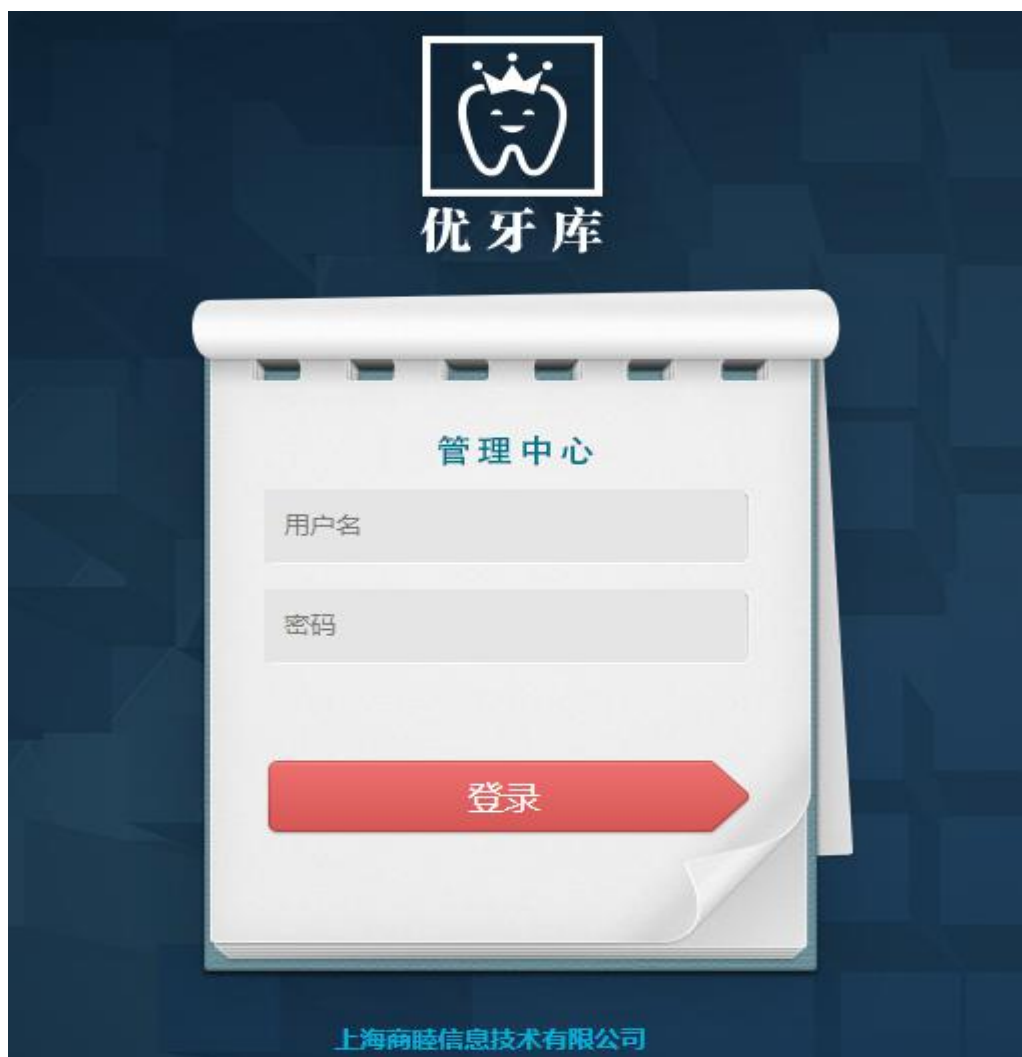 优牙库
管理中心
用户名
密码
登录
上海商睦信息技术有限公司